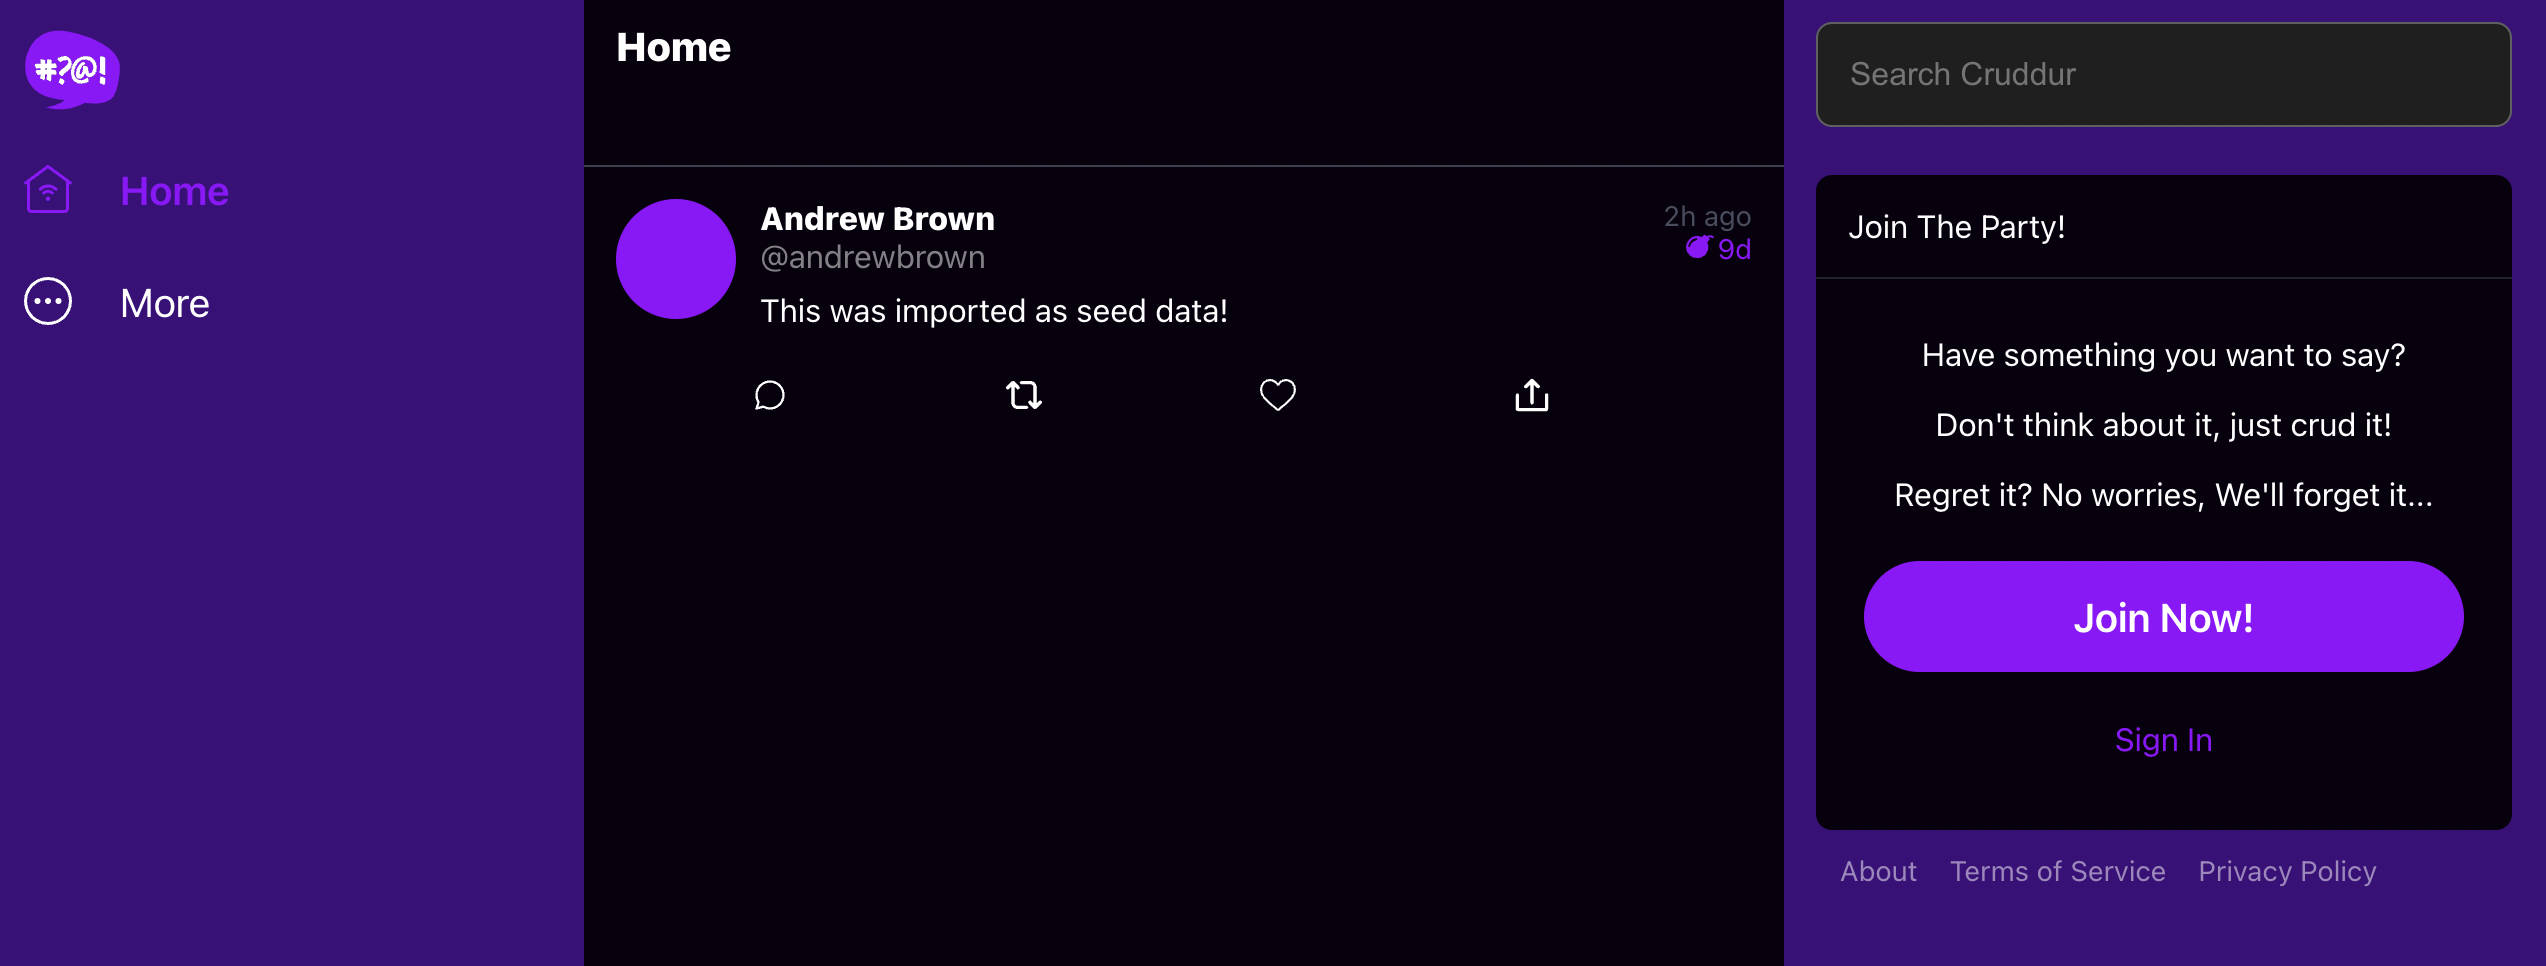 #?@!
Home
More
Home
Andrew Brown
@andrewbrown
2h ago
9d
This was imported as seed data!
Search Cruddur
Join The Party!
Have something you want to say?
Don't think about it, just crud it!
Regret it? No worries, We'll forget it...
Join Now!
Sign In
About Terms of Service Privacy Policy